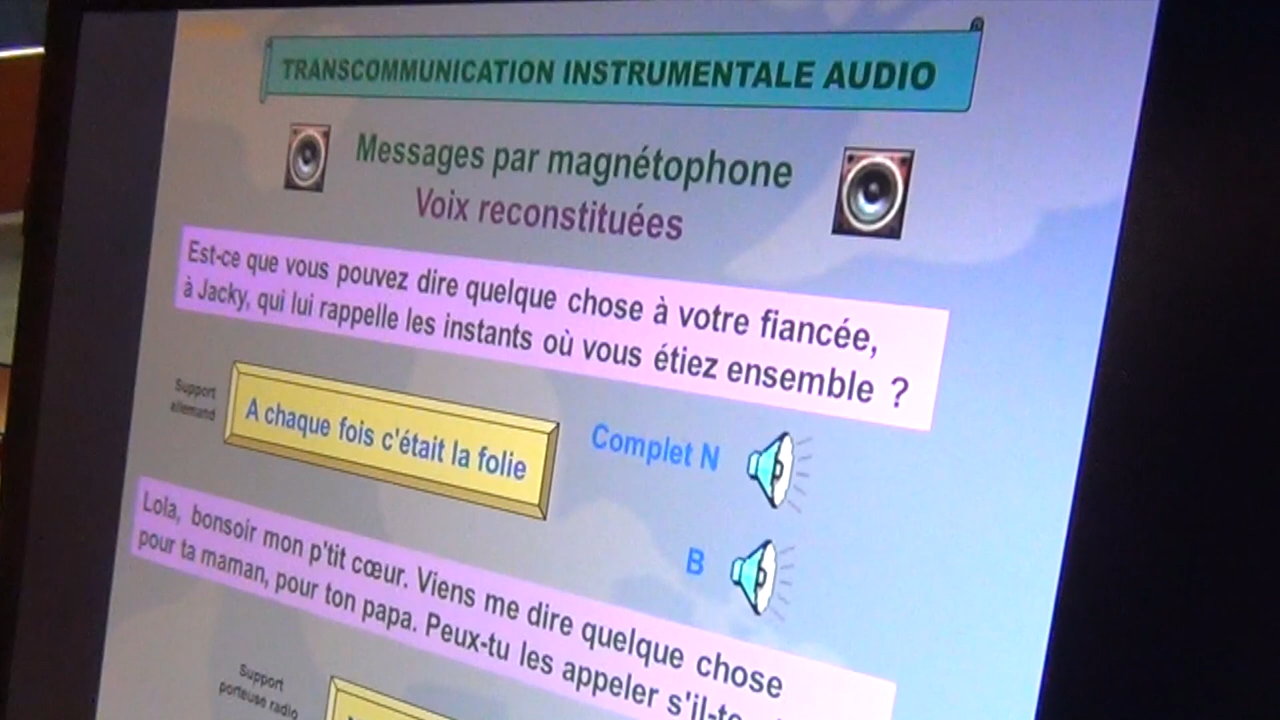 TRANSCOMMUNICATION INSTRUMENTALE AUDIO
Messages par magnétophone
Voix reconstituées
Est-ce que vous pouvez dire quelque chose à votre fiancée,
à Jacky, qui lui rappelle les instants où vous étiez ensemble ?
Support
allemand
A chaque fois c'était la folie
Complet N
B
Lola, bonsoir mon p'tit cœur. Viens me dire quelque chose
pour ta maman, pour ton papa. Peux-tu les appeler
Support
porteuse radio